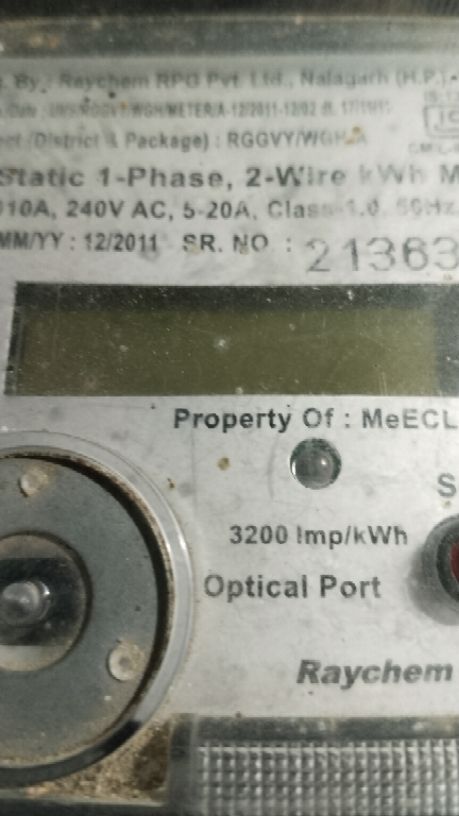 By. Raychem RPG Pvt. Ltd., Nalagarh (H.P.)
(District & Package) : RGGVY/WGH
Static 1-Phase, 2-Wire kWh M
10A, 240V AC, 5-20A, Class-1.0, 50Hz,
MM/YY : 12/2011 SR. NO : 21363
Property Of : MeECL
S
3200 Imp/kWh
Optical Port
Raychem